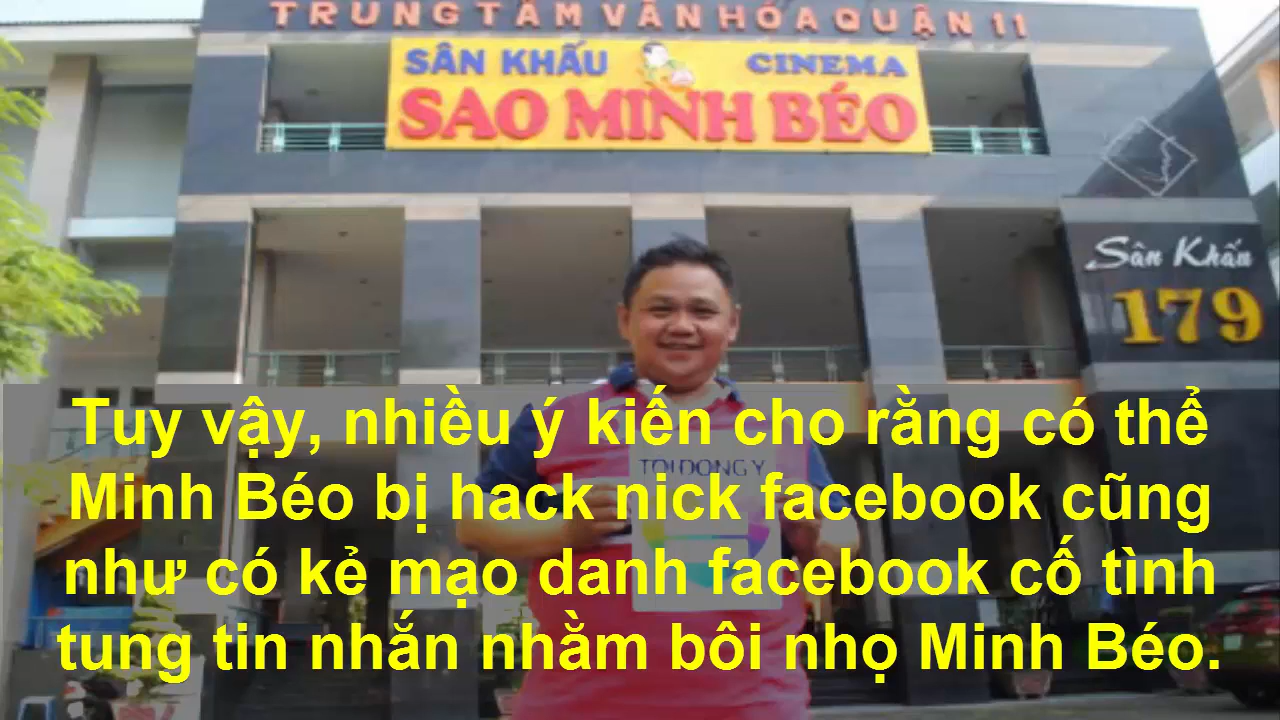 TRUNG TÂM VĂN HÓA QUẬN 11
SÂN KHẤU CINEMA
SAO MINH BÉO
Sân Khấu
179
TOI DONG Y
Tuy vậy, nhiều ý kiến cho rằng có thể
Minh Béo bị hack nick facebook cũng
như có kẻ mạo danh facebook cố tình
tung tin nhắn nhằm bôi nhọ Minh Béo.